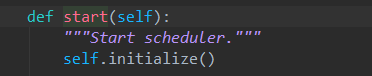 def start(self):
    """Start scheduler."""
    self.initialize()